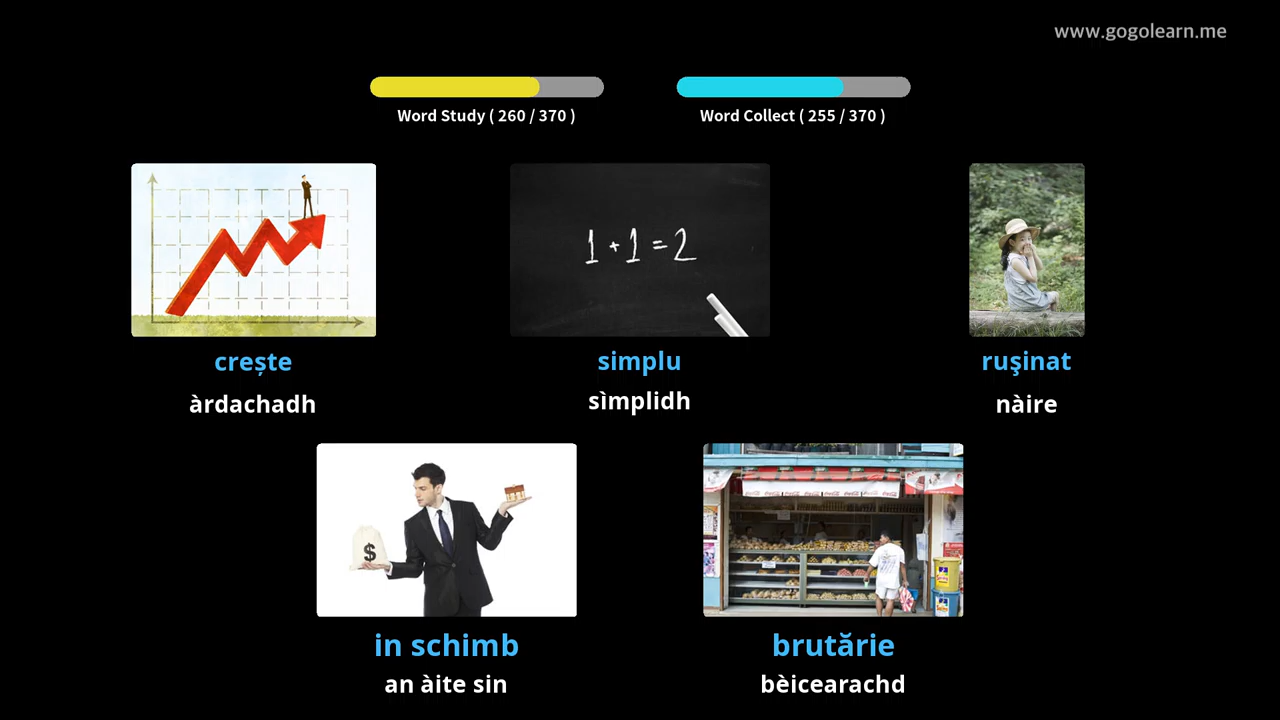 www.gogolearn.me
Word Study ( 260 / 370 )
Word Collect ( 255 / 370 )
1 + 1 = 2
crește
simplu
ruşinat
àrdachadh
sìmplidh
nàire
$
in schimb
brutărie
an àite sin
bèicearachd